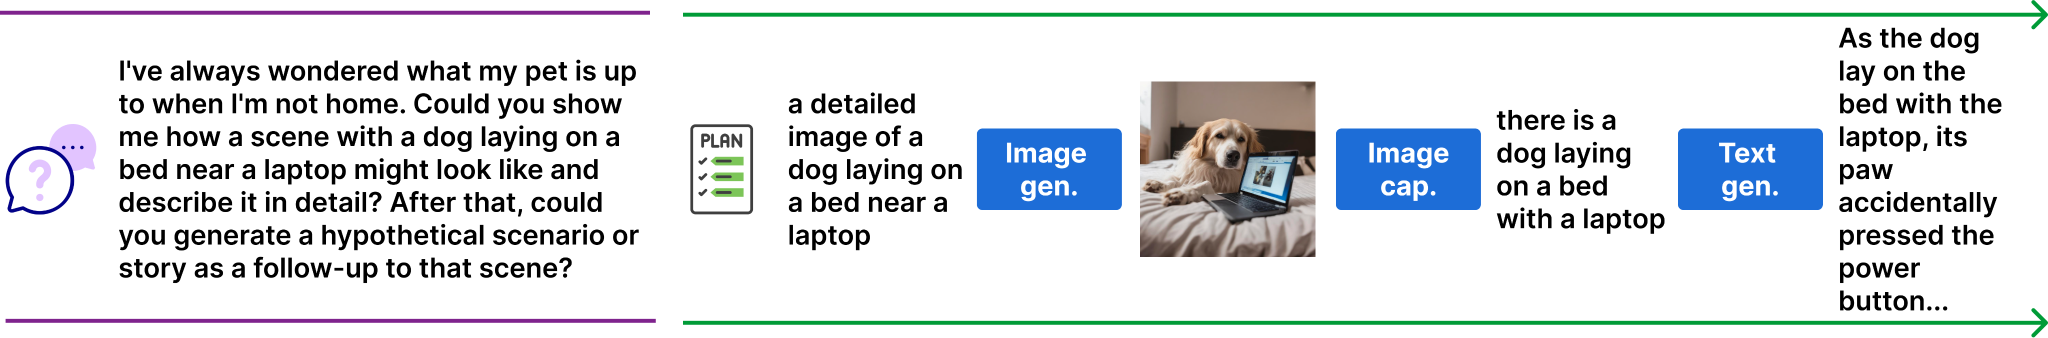 I've always wondered what my pet is up
to when I'm not home. Could you show
me how a scene with a dog laying on a
bed near a laptop might look like and
describe it in detail? After that, could
you generate a hypothetical scenario or
story as a follow-up to that scene?
PLAN
a detailed
image of a
dog laying on
a bed near a
laptop
Image
gen.
Image
cap.
there is a
dog laying
on a bed
with a laptop
Text
gen.
As the dog
lay on the
bed with the
laptop, its
paw
accidentally
pressed the
power
button...